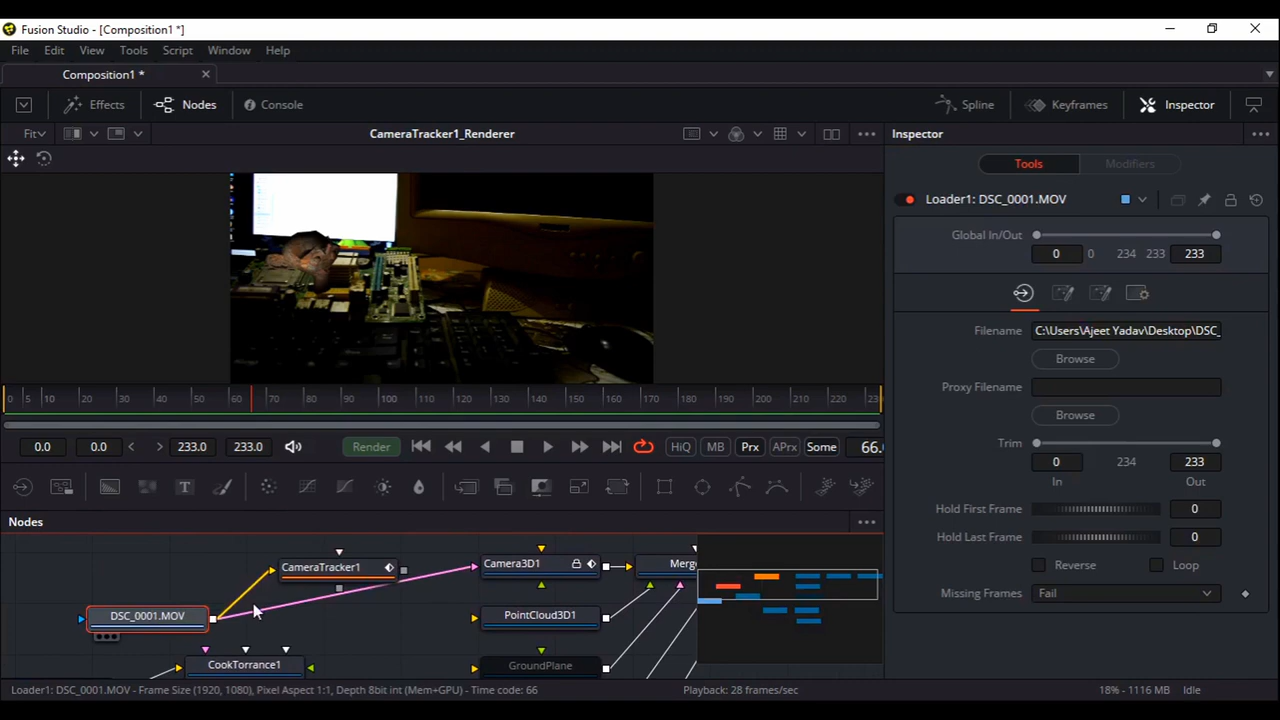 Fusion Studio - [Composition1 *]
File Edit View Tools Script Window Help
Composition1 *
Effects Nodes Console Spline Keyframes Inspector
Fit CameraTracker1_Renderer Inspector
Tools Modifiers
Loader1: DSC_0001.MOV
Global In/Out
0 0 234 233 233
Filename C:\Users\Ajeet Yadav\Desktop\DSC_
Browse
Proxy Filename
Browse
Trim
0 234 233
In Out
Hold First Frame 0
Hold Last Frame 0
Reverse Loop
Missing Frames Fail
0 5 10 20 30 40 50 60 70 80 90 100 110 120 130 140 150 160 170 180 190 200 210 220 230
0.0 0.0 < > 233.0 233.0 Render HiQ MB Prx APrx Some 66.
Nodes
CameraTracker1 Camera3D1 Merg
DSC_0001.MOV PointCloud3D1
CookTorrance1 GroundPlane
Loader1: DSC_0001.MOV - Frame Size (1920, 1080), Pixel Aspect 1:1, Depth 8bit int (Mem+GPU) - Time code: 66 Playback: 28 frames/sec 18% - 1116 MB Idle